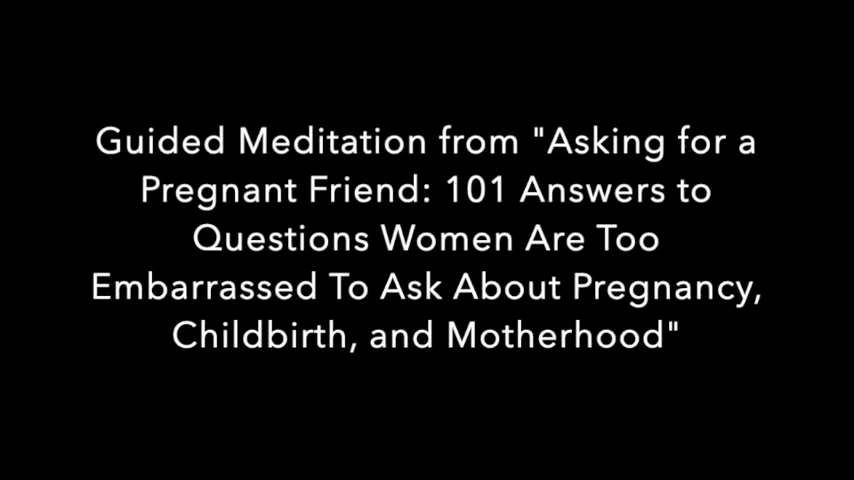 Guided Meditation from "Asking for a
Pregnant Friend: 101 Answers to
Questions Women Are Too
Embarrassed To Ask About Pregnancy,
Childbirth, and Motherhood"